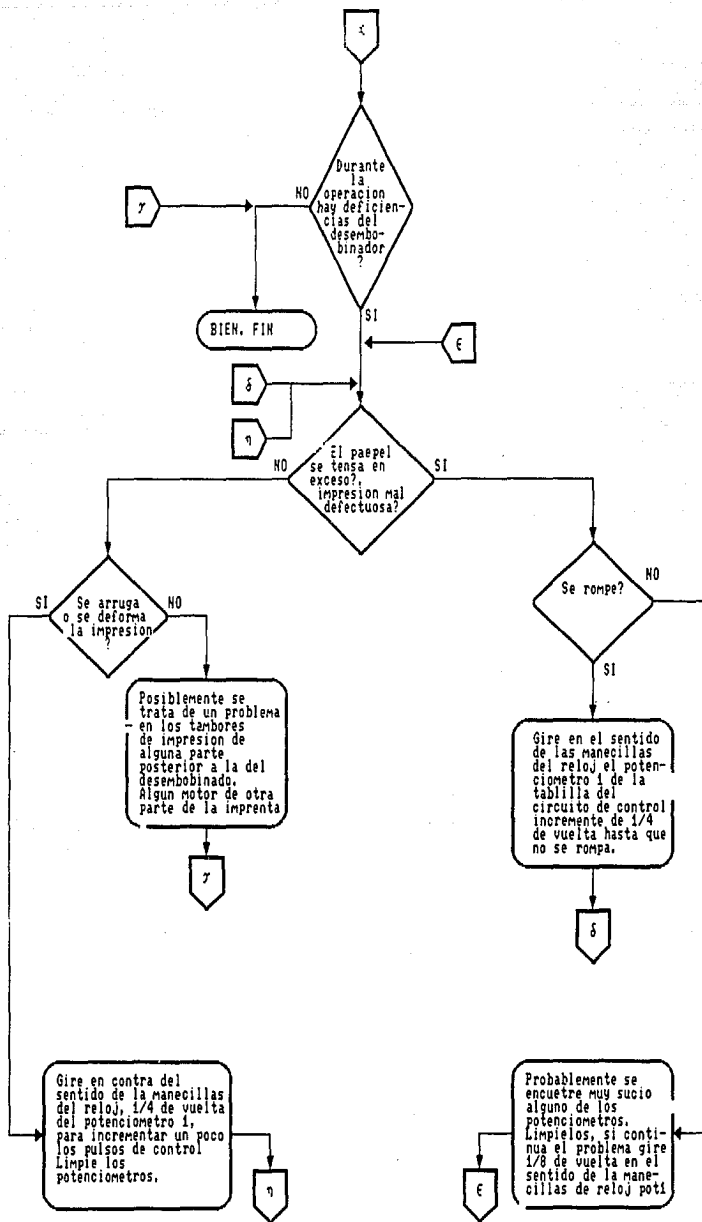 α
Durante
la
operacion
hay deficien-
cias del
desembo-
binador
?
NO
SI
γ
BIEN. FIN
ϵ
δ
η
El paepel
se tensa en
exceso?,
impresion mal
defectuosa?
NO
SI
Se arruga
o se deforma
la impresion
?
SI
NO
Se rompe?
NO
SI
Posiblemente se
trata de un problema
en los tambores
de impresion de
alguna parte
posterior a la del
desembobinado.
Algun motor de otra
parte de la imprenta
γ
Gire en el sentido
de las manecillas
del reloj el poten-
ciometro 1 de la
tablilla del
circuito de control
incremente de 1/4
de vuelta hasta que
no se rompa.
δ
Gire en contra del
sentido de la manecillas
del reloj, 1/4 de vuelta
del potenciometro 1,
para incrementar un poco
los pulsos de control
Limpie los
potenciometros.
η
Probablemente se
encuetre muy sucio
alguno de los
potenciometros.
Limpielos, si conti-
nua el problema gire
1/8 de vuelta en el
sentido de la mane-
cillas de reloj pot1
ϵ